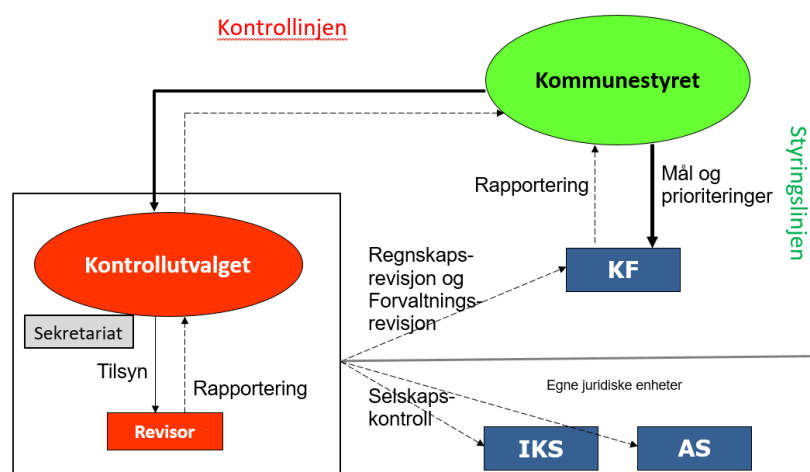 Kontrollinjen
Kommunestyret
Styringslinjen
Rapportering
Mål og
prioriteringer
Kontrollutvalget
Regnskaps-
revisjon og
Forvaltnings-
revisjon
KF
Sekretariat
Tilsyn
Rapportering
Revisor
Egne juridiske enheter
Selskaps-
kontroll
IKS
AS